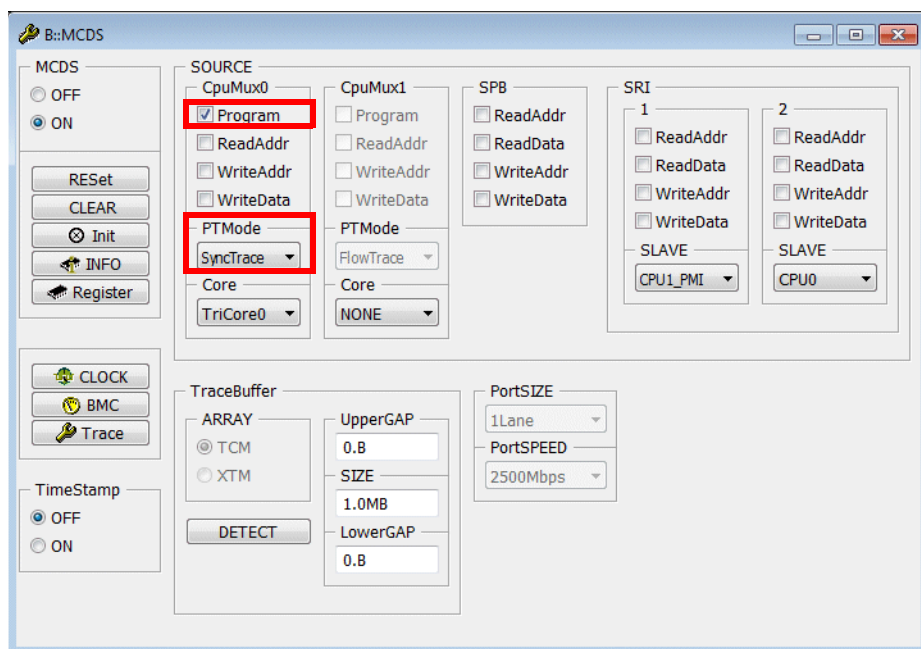 B::MCDS
MCDS
OFF
ON
RESet
CLEAR
Init
INFO
Register
CLOCK
BMC
Trace
TimeStamp
OFF
ON
SOURCE
CpuMux0
Program
ReadAddr
WriteAddr
WriteData
PTMode
SyncTrace
Core
TriCore0
CpuMux1
Program
ReadAddr
WriteAddr
WriteData
PTMode
FlowTrace
Core
NONE
SPB
ReadAddr
ReadData
WriteAddr
WriteData
SRI
1
ReadAddr
ReadData
WriteAddr
WriteData
SLAVE
CPU1_PMI
2
ReadAddr
ReadData
WriteAddr
WriteData
SLAVE
CPU0
TraceBuffer
ARRAY
TCM
XTM
DETECT
UpperGAP
0.B
SIZE
1.0MB
LowerGAP
0.B
PortSIZE
1Lane
PortSPEED
2500Mbps